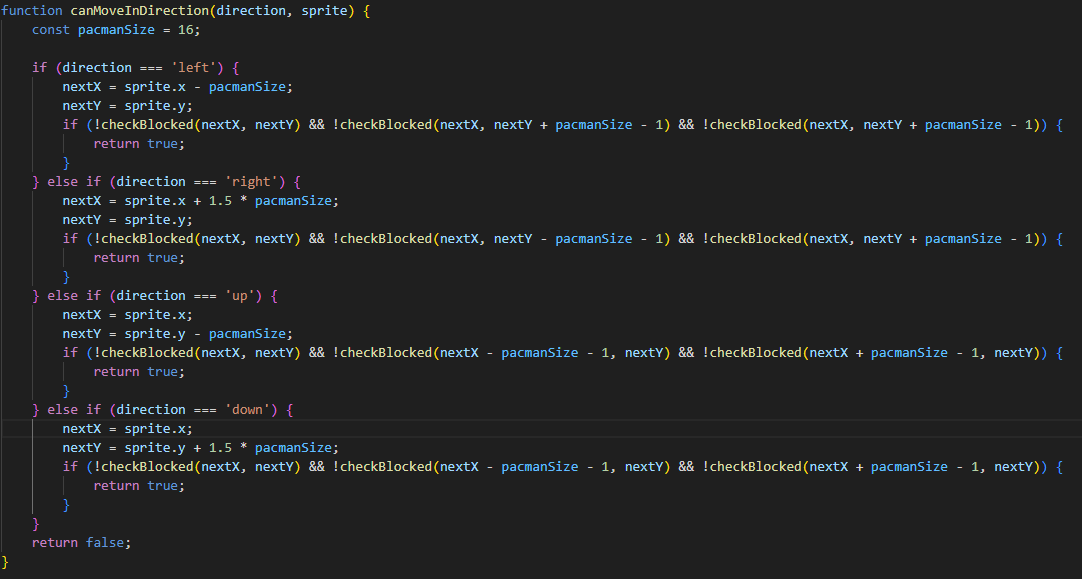 function canMoveInDirection(direction, sprite) {
    const pacmanSize = 16;

    if (direction === 'left') {
        nextX = sprite.x - pacmanSize;
        nextY = sprite.y;
        if (!checkBlocked(nextX, nextY) && !checkBlocked(nextX, nextY + pacmanSize - 1) && !checkBlocked(nextX, nextY + pacmanSize - 1)) {
            return true;
        }
    } else if (direction === 'right') {
        nextX = sprite.x + 1.5 * pacmanSize;
        nextY = sprite.y;
        if (!checkBlocked(nextX, nextY) && !checkBlocked(nextX, nextY - pacmanSize - 1) && !checkBlocked(nextX, nextY + pacmanSize - 1)) {
            return true;
        }
    } else if (direction === 'up') {
        nextX = sprite.x;
        nextY = sprite.y - pacmanSize;
        if (!checkBlocked(nextX, nextY) && !checkBlocked(nextX - pacmanSize - 1, nextY) && !checkBlocked(nextX + pacmanSize - 1, nextY)) {
            return true;
        }
    } else if (direction === 'down') {
        nextX = sprite.x;
        nextY = sprite.y + 1.5 * pacmanSize;
        if (!checkBlocked(nextX, nextY) && !checkBlocked(nextX - pacmanSize - 1, nextY) && !checkBlocked(nextX + pacmanSize - 1, nextY)) {
            return true;
        }
    }
    return false;
}